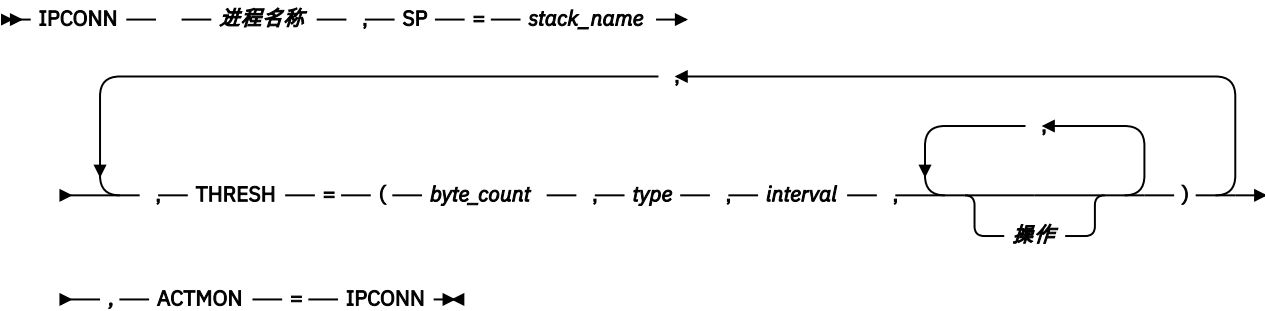 IPCONN 进程名称 , SP = stack_name
,
,
, THRESH = ( byte_count , type , interval , )
操作
, ACTMON = IPCONN